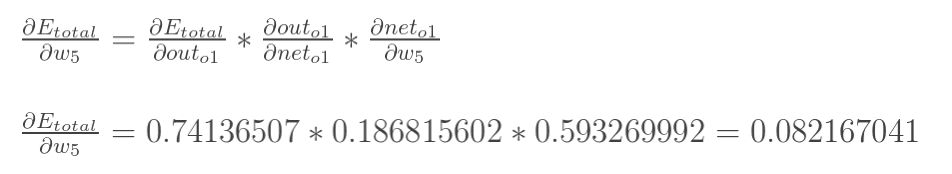 ∂E_total/∂w_5 = ∂E_total/∂out_o1 * ∂out_o1/∂net_o1 * ∂net_o1/∂w_5
∂E_total/∂w_5 = 0.74136507 * 0.186815602 * 0.593269992 = 0.082167041